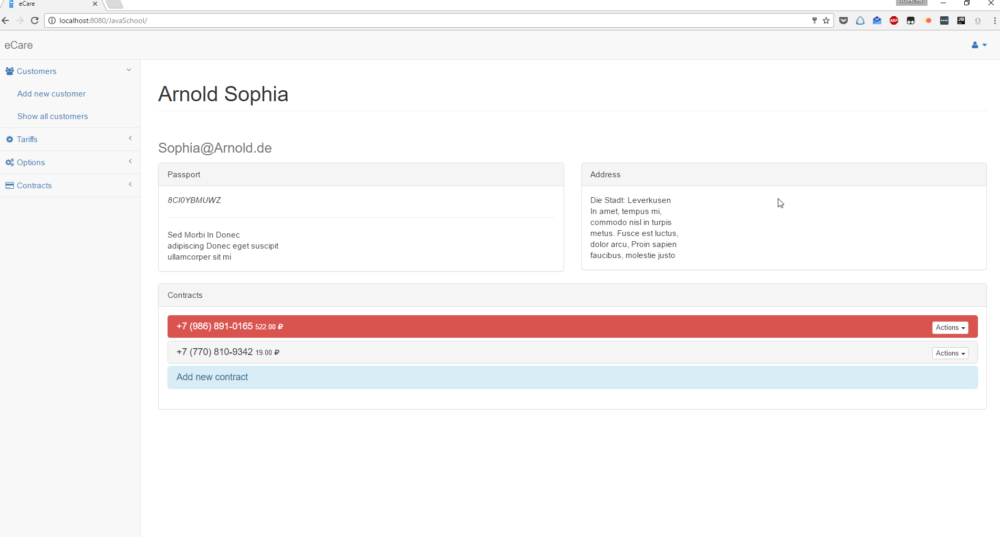 eCare
Алексей
localhost:8080/JavaSchool/
ABP
JB
eCare
Customers
Add new customer
Show all customers
Tariffs
Options
Contracts
Arnold Sophia
Sophia@Arnold.de
Passport
8CI0YBMUWZ
Sed Morbi In Donec
adipiscing Donec eget suscipit
ullamcorper sit mi
Address
Die Stadt: Leverkusen
In amet, tempus mi,
commodo nisl in turpis
metus. Fusce est luctus,
dolor arcu, Proin sapien
faucibus, molestie justo
Contracts
+7 (986) 891-0165 522.00 ₽ Actions
+7 (770) 810-9342 19.00 ₽ Actions
Add new contract